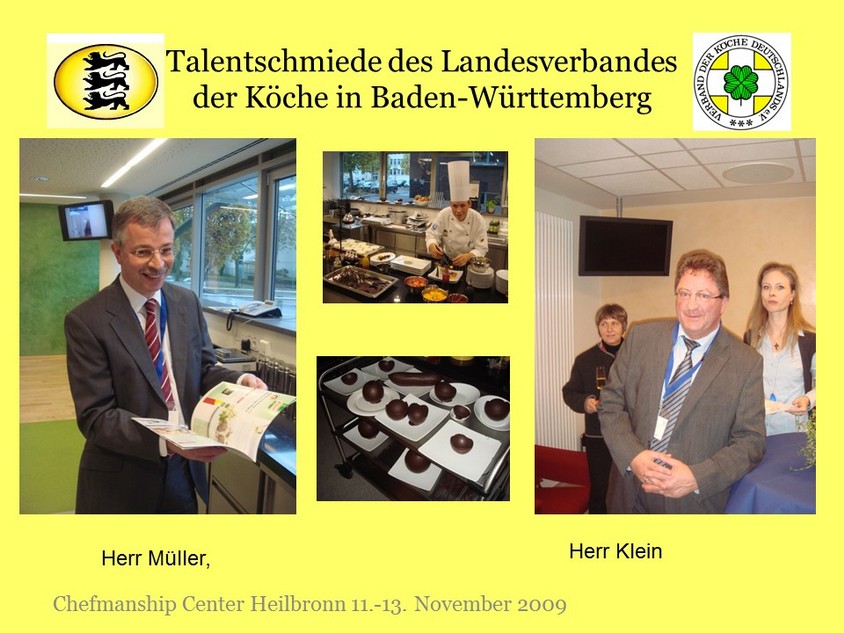 Talentschmiede des Landesverbandes
der Köche in Baden-Württemberg
VERBAND DER KÖCHE DEUTSCHLANDS e.V.
Herr Müller,
Herr Klein
Chefmanship Center Heilbronn 11.-13. November 2009